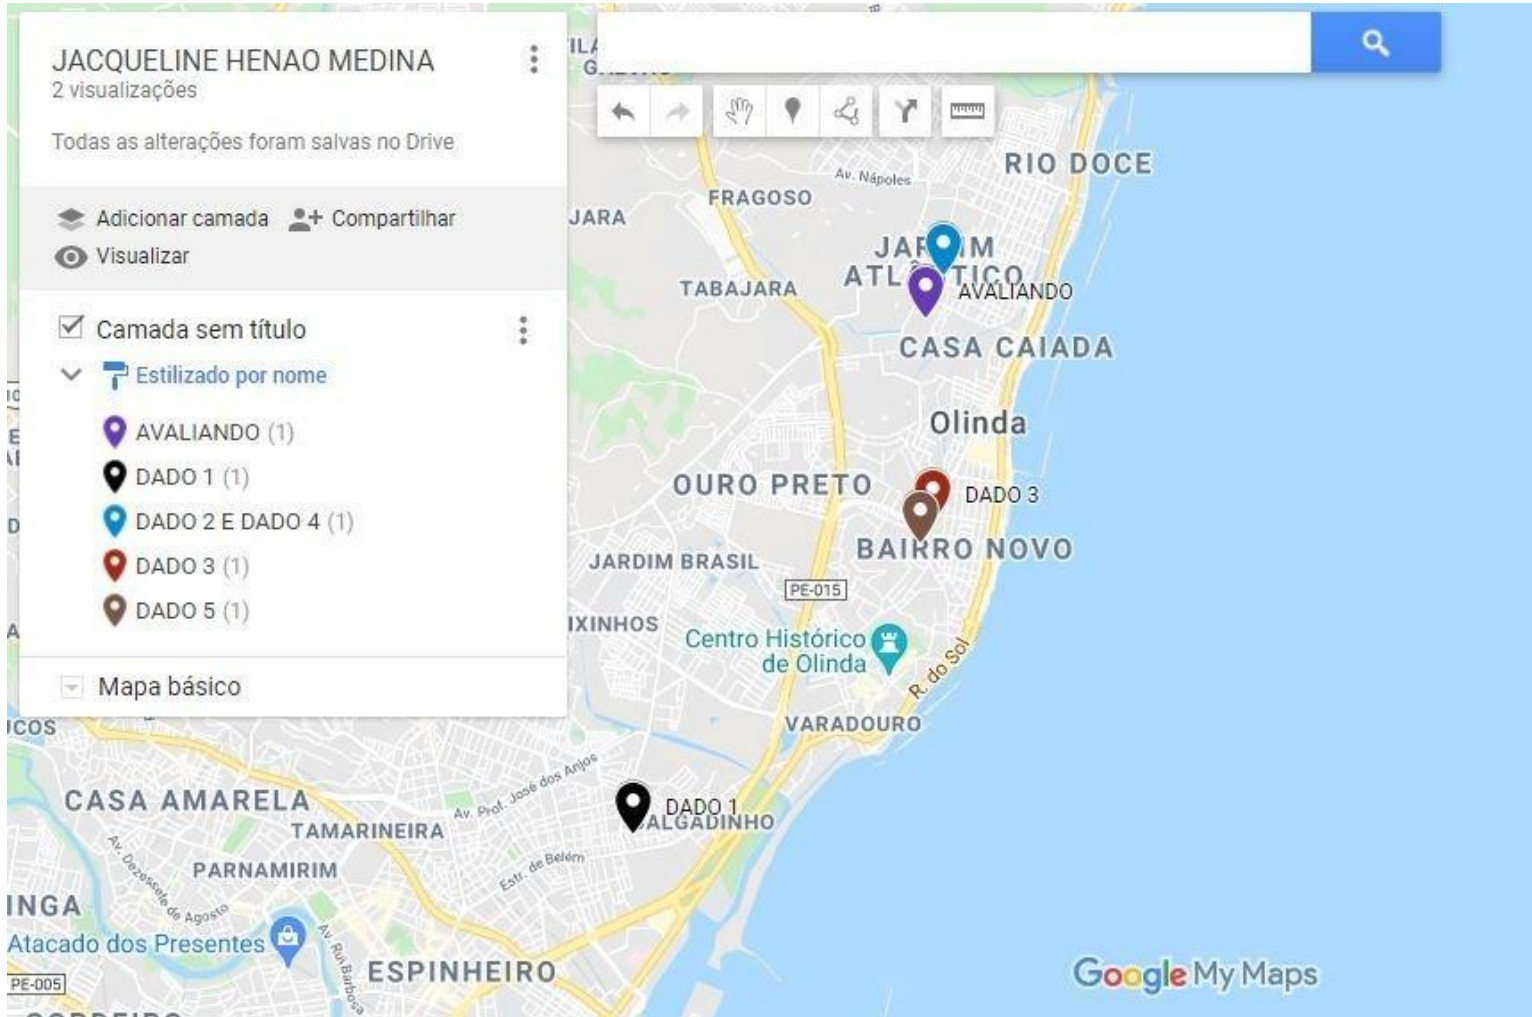 JACQUELINE HENAO MEDINA
2 visualizações
Todas as alterações foram salvas no Drive
Adicionar camada
Compartilhar
Visualizar
Camada sem título
Estilizado por nome
AVALIANDO (1)
DADO 1 (1)
DADO 2 E DADO 4 (1)
DADO 3 (1)
DADO 5 (1)
Mapa básico
RIO DOCE
Av. Nápoles
FRAGOSO
JARA
TABAJARA
AVALIANDO
CASA CAIADA
Olinda
OURO PRETO
DADO 3
BAIRRO NOVO
JARDIM BRASIL
PE-015
IXINHOS
Centro Histórico
de Olinda
R. do Sol
VARADOURO
Av. Prof. José dos Anjos
CASA AMARELA
DADO 1
ALGADINHO
TAMARINEIRA
Estr. de Belém
PARNAMIRIM
Av. Dezessete de Agosto
INGA
Atacado dos Presentes
Av. Rui Barbosa
ESPINHEIRO
PE-005
Google My Maps